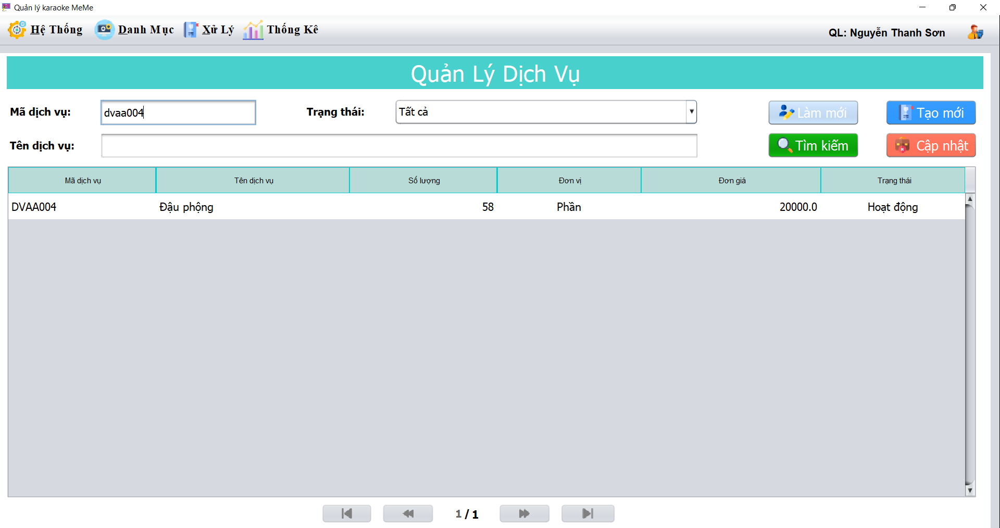 Quản lý karaoke MeMe
Hệ Thống Danh Mục Xử Lý Thống Kê QL: Nguyễn Thanh Sơn
Quản Lý Dịch Vụ
Mã dịch vụ: dvaa004 Trạng thái: Tất cả Làm mới Tạo mới
Tên dịch vụ: Tìm kiếm Cập nhật
Mã dịch vụ Tên dịch vụ Số lượng Đơn vị Đơn giá Trạng thái
DVAA004 Đậu phộng 58 Phần 20000.0 Hoạt động
1 / 1